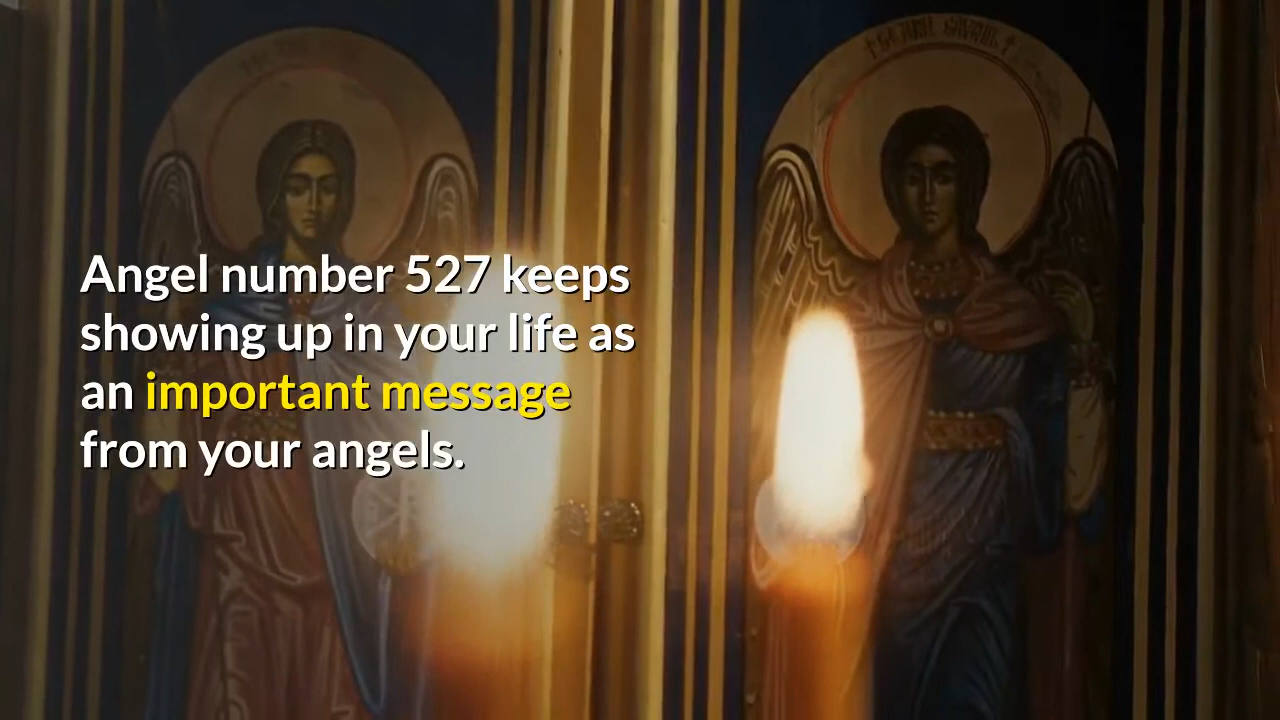 Angel number 527 keeps
showing up in your life as
an important message
from your angels.